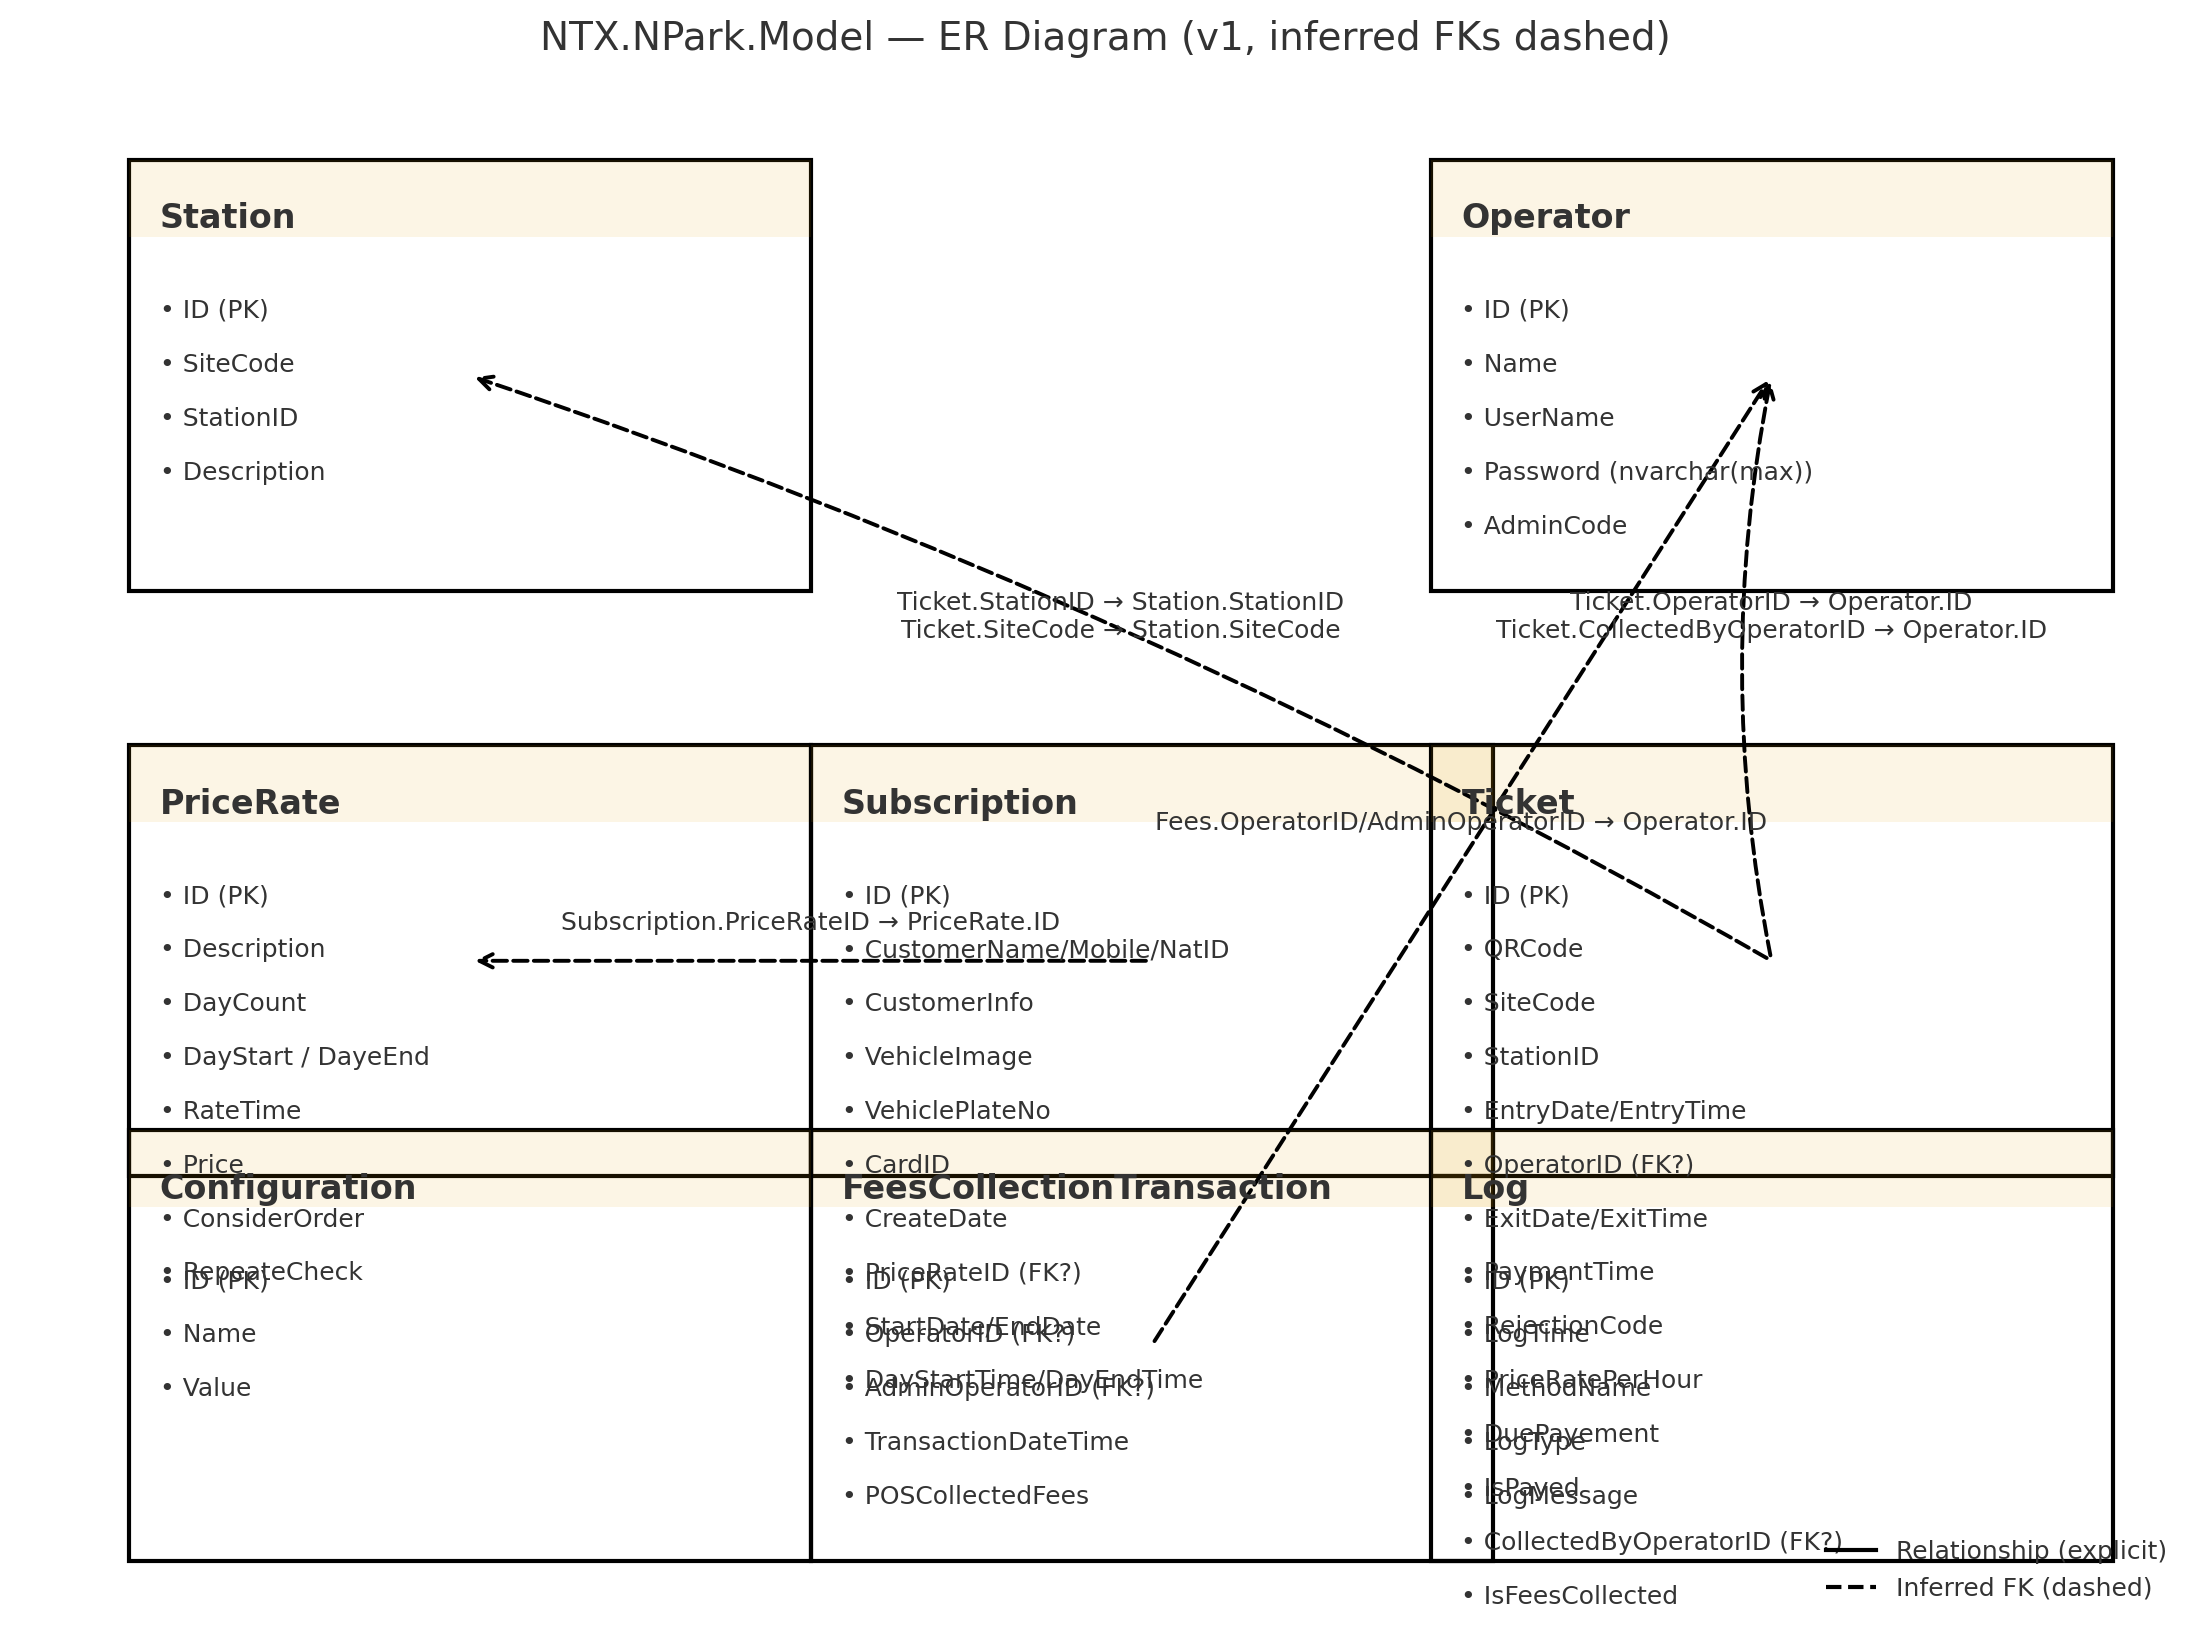 NTX.NPark.Model — ER Diagram (v1, inferred FKs dashed)
Station
• ID (PK)
• SiteCode
• StationID
• Description
Operator
• ID (PK)
• Name
• UserName
• Password (nvarchar(max))
• AdminCode
Ticket.StationID → Station.StationID
Ticket.SiteCode → Station.SiteCode
Ticket.OperatorID → Operator.ID
Ticket.CollectedByOperatorID → Operator.ID
PriceRate
• ID (PK)
• Description
• DayCount
• DayStart / DayeEnd
• RateTime
• Price
• ConsiderOrder
• RepeateCheck
Subscription.PriceRateID → PriceRate.ID
Subscription
• ID (PK)
• CustomerName/Mobile/NatID
• CustomerInfo
• VehicleImage
• VehiclePlateNo
• CardID
• CreateDate
• PriceRateID (FK?)
• StartDate/EndDate
• DayStartTime/DayEndTime
Fees.OperatorID/AdminOperatorID → Operator.ID
Ticket
• ID (PK)
• QRCode
• SiteCode
• StationID
• EntryDate/EntryTime
• OperatorID (FK?)
• ExitDate/ExitTime
• PaymentTime
• RejectionCode
• PriceRatePerHour
• DuePayement
• IsPayed
• CollectedByOperatorID (FK?)
• IsFeesCollected
Configuration
• ID (PK)
• Name
• Value
FeesCollectionTransaction
• ID (PK)
• OperatorID (FK?)
• AdminOperatorID (FK?)
• TransactionDateTime
• POSCollectedFees
Log
• ID (PK)
• LogTime
• MethodName
• LogType
• LogMessage
Relationship (explicit)
Inferred FK (dashed)